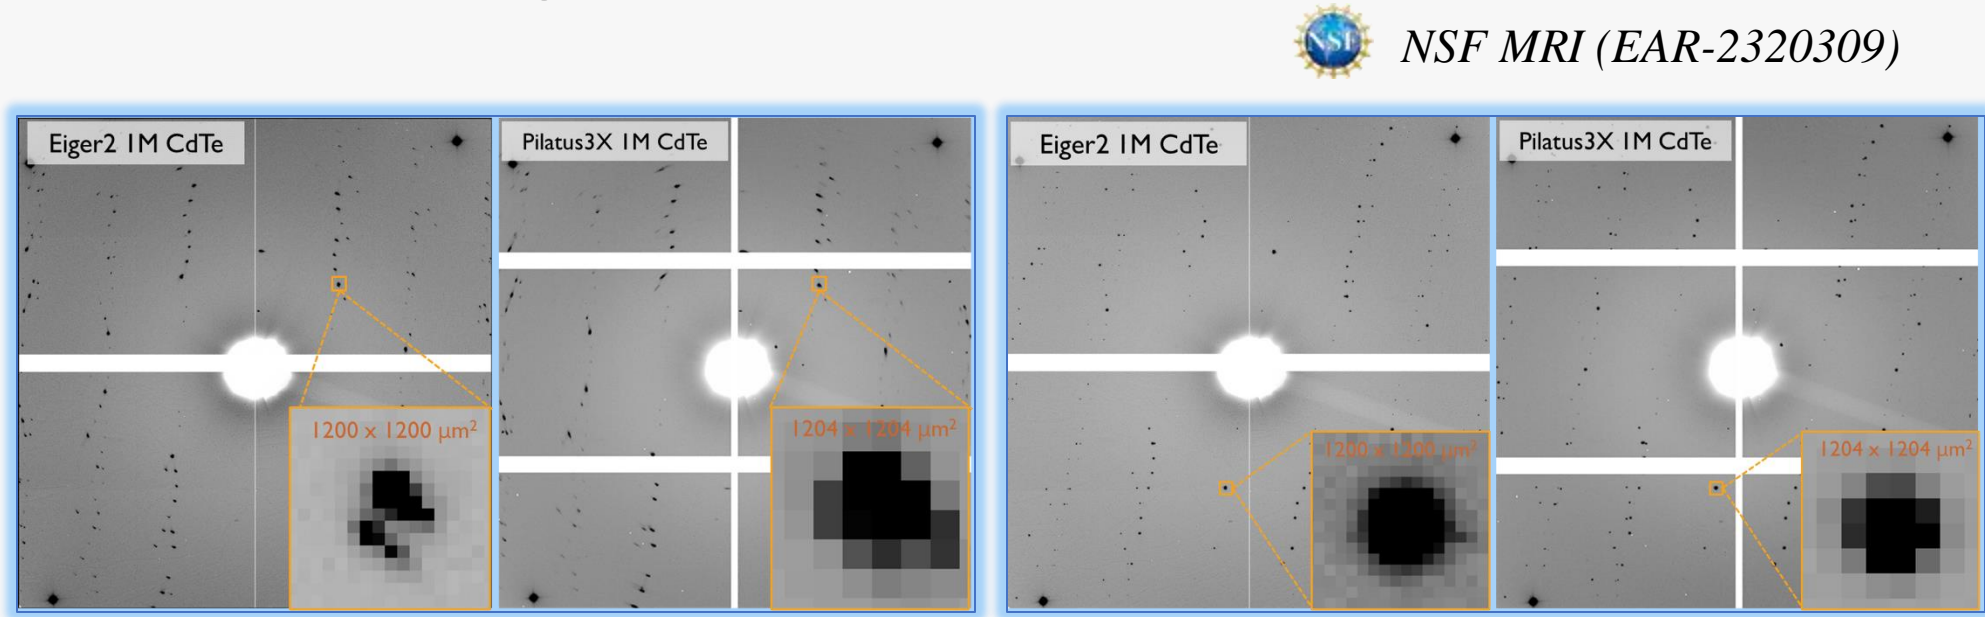 NSF
NSF MRI (EAR-2320309)
Eiger2 1M CdTe
1200 x 1200 µm²
Pilatus3X 1M CdTe
1204 x 1204 µm²
Eiger2 1M CdTe
1200 x 1200 µm²
Pilatus3X 1M CdTe
1204 x 1204 µm²